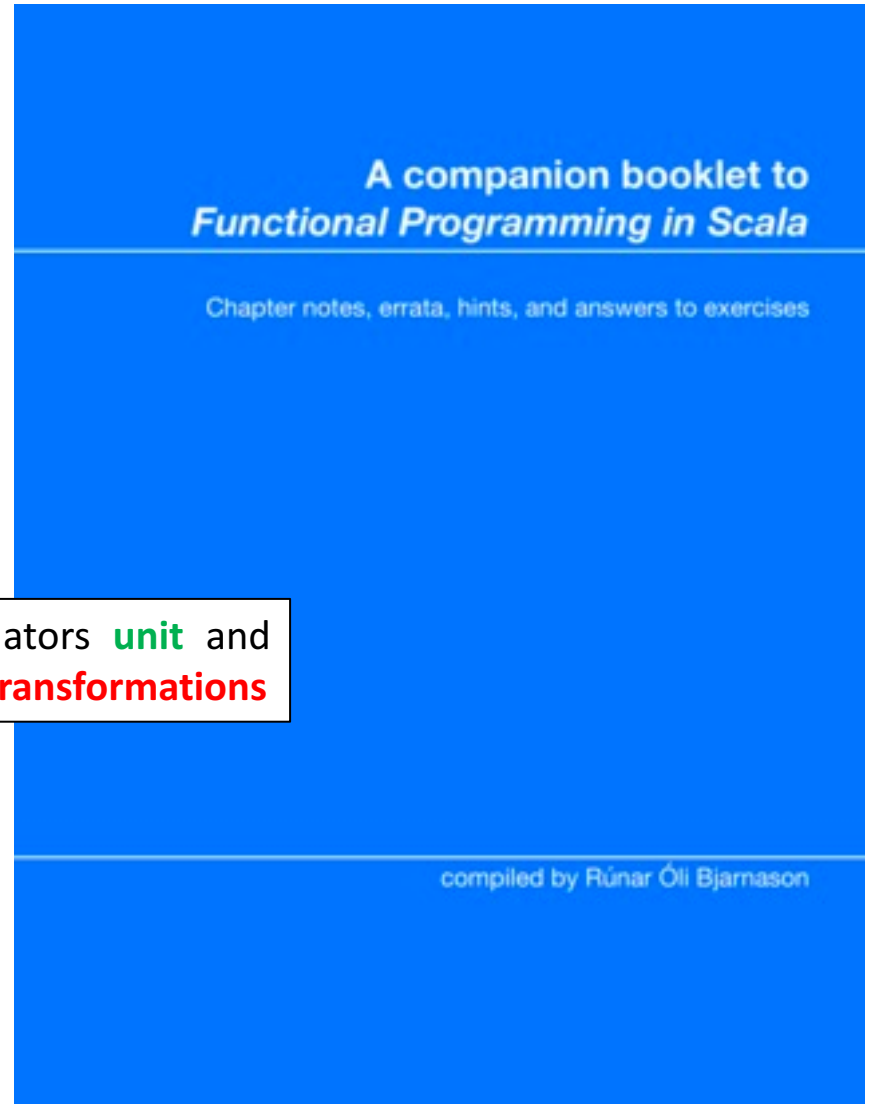 A companion booklet to
Functional Programming in Scala
Chapter notes, errata, hints, and answers to exercises
ators unit and
ransformations
compiled by Rúnar Óli Bjarnason